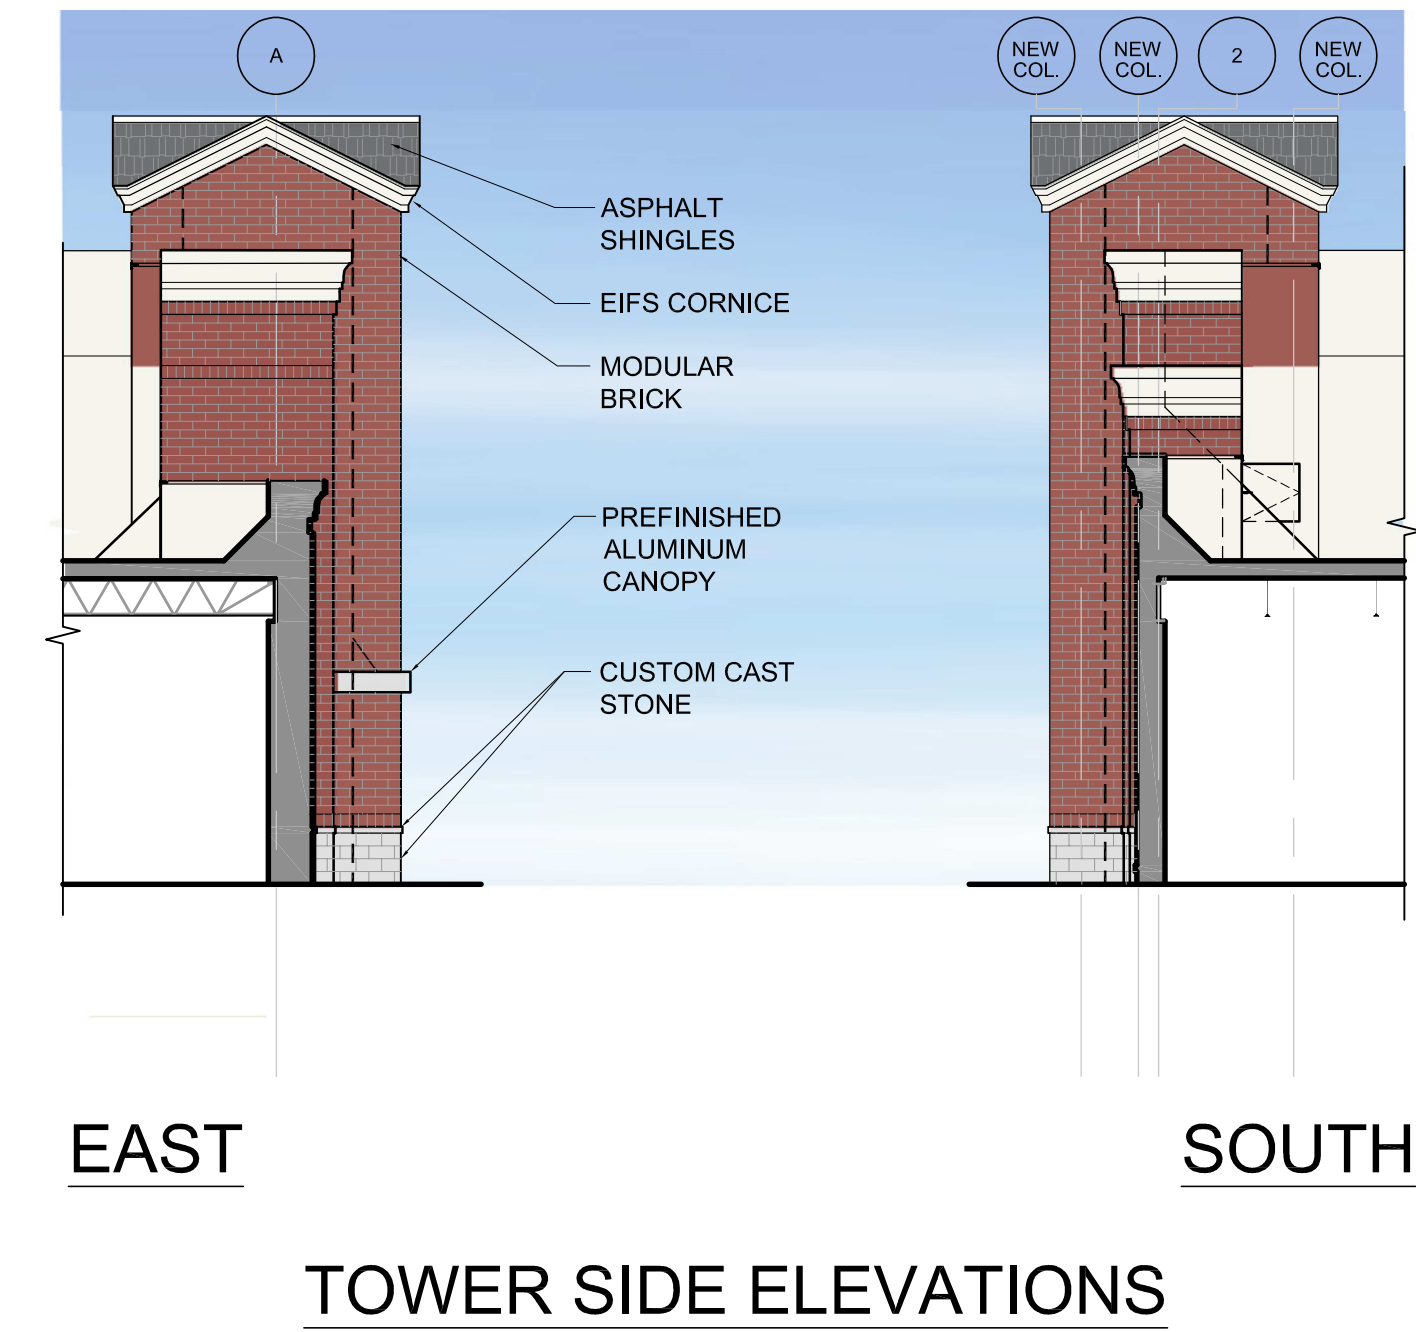 A
NEW
COL.
NEW
COL.
2
NEW
COL.
ASPHALT
SHINGLES
EIFS CORNICE
MODULAR
BRICK
PREFINISHED
ALUMINUM
CANOPY
CUSTOM CAST
STONE
EAST
SOUTH
TOWER SIDE ELEVATIONS